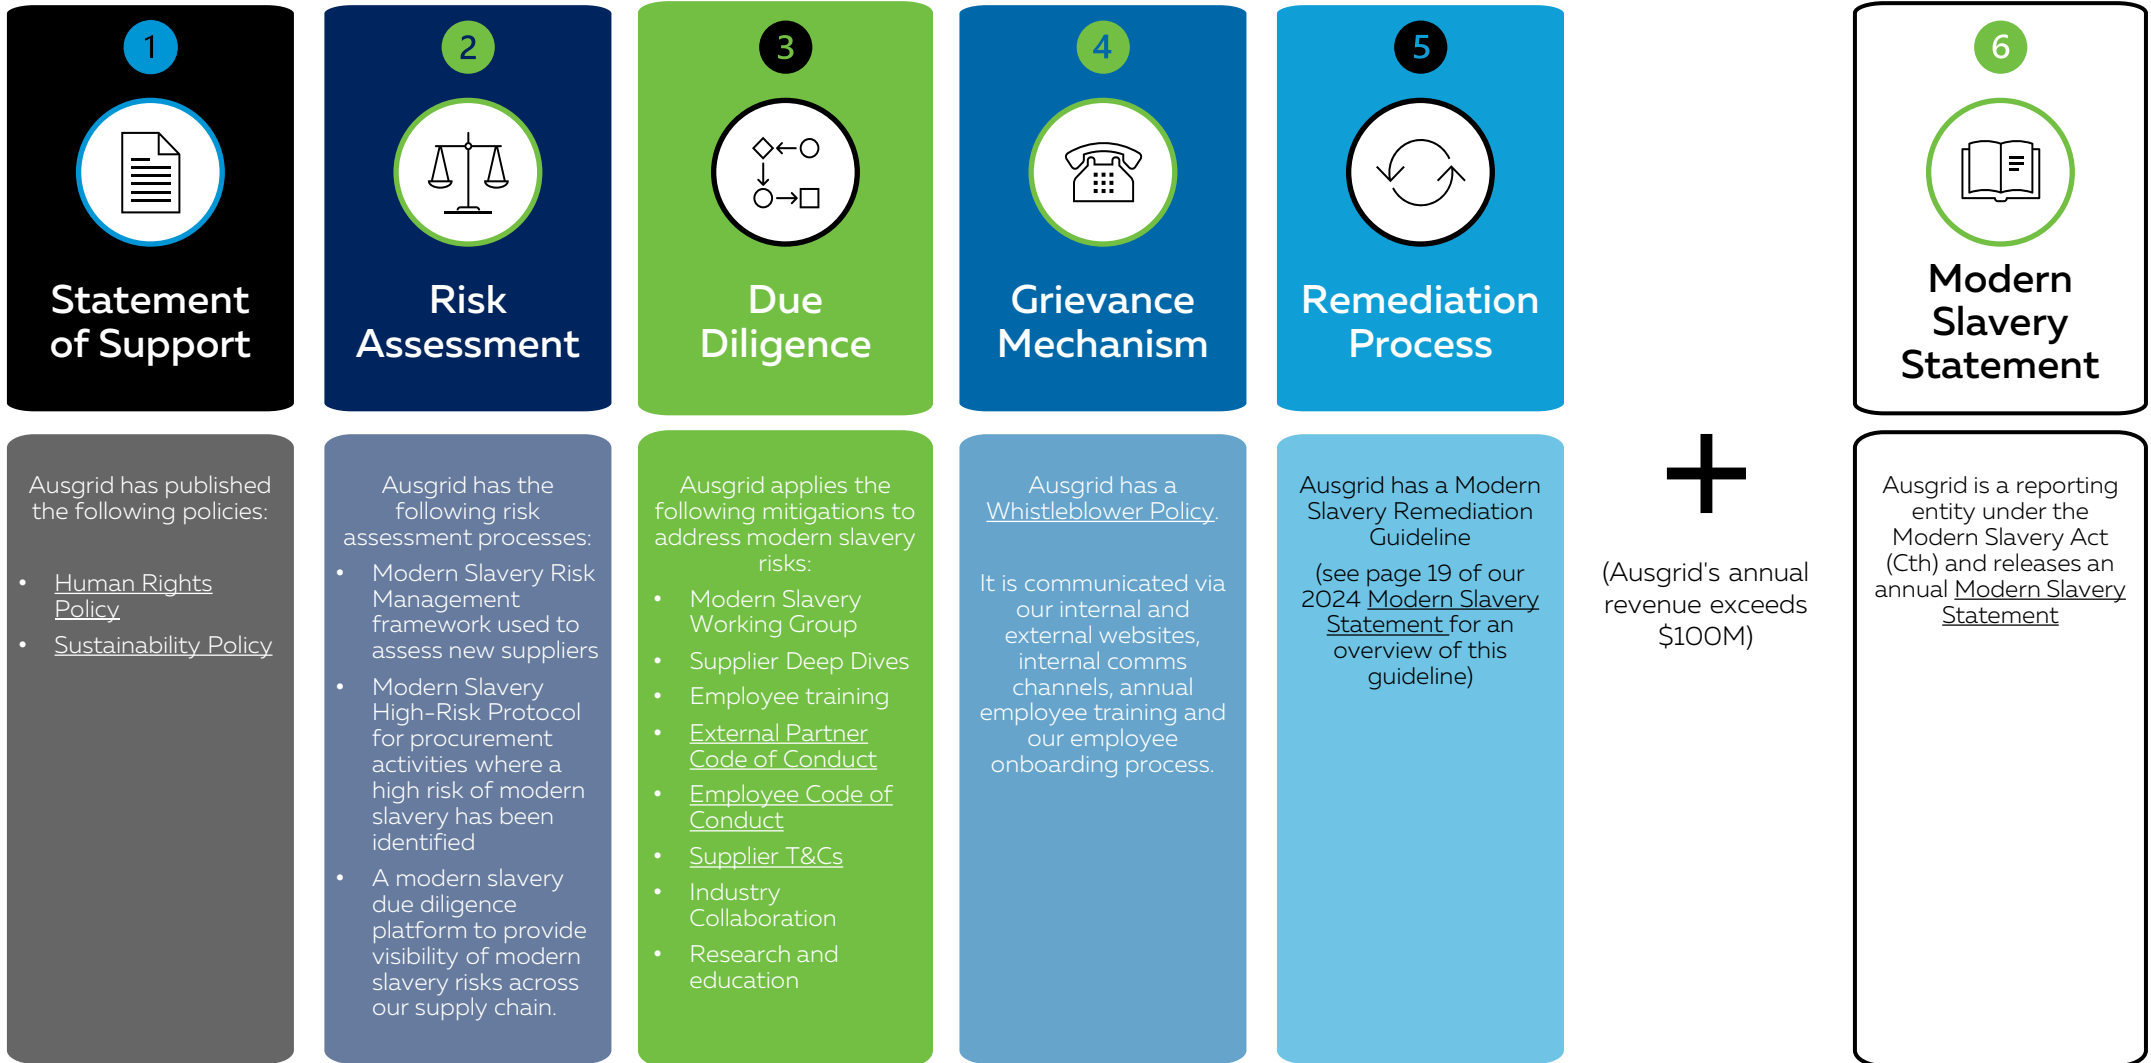 1
Statement
of Support
Ausgrid has published
the following policies:
• Human Rights
Policy
• Sustainability Policy
2
Risk
Assessment
Ausgrid has the
following risk
assessment processes:
• Modern Slavery Risk
Management
framework used to
assess new suppliers
• Modern Slavery
High-Risk Protocol
for procurement
activities where a
high risk of modern
slavery has been
identified
• A modern slavery
due diligence
platform to provide
visibility of modern
slavery risks across
our supply chain.
3
Due
Diligence
Ausgrid applies the
following mitigations to
address modern slavery
risks:
• Modern Slavery
Working Group
• Supplier Deep Dives
• Employee training
• External Partner
Code of Conduct
• Employee Code of
Conduct
• Supplier T&Cs
• Industry
Collaboration
• Research and
education
4
Grievance
Mechanism
Ausgrid has a
Whistleblower Policy.
It is communicated via
our internal and
external websites,
internal comms
channels, annual
employee training and
our employee
onboarding process.
5
Remediation
Process
Ausgrid has a Modern
Slavery Remediation
Guideline
(see page 19 of our
2024 Modern Slavery
Statement for an
overview of this
guideline)
+
(Ausgrid's annual
revenue exceeds
$100M)
6
Modern
Slavery
Statement
Ausgrid is a reporting
entity under the
Modern Slavery Act
(Cth) and releases an
annual Modern Slavery
Statement